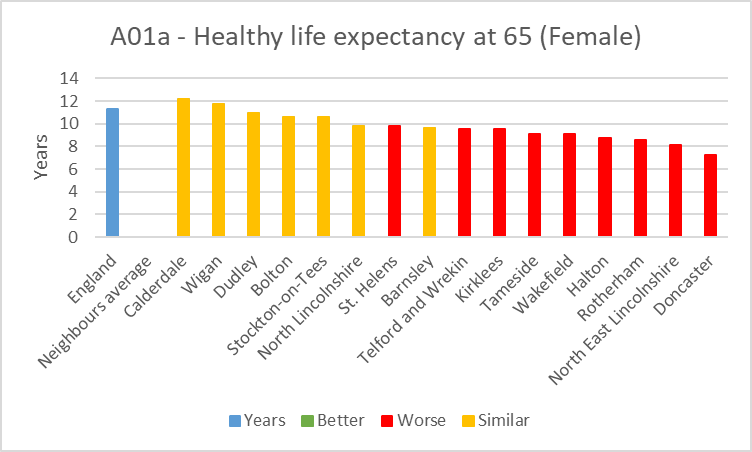 A01a - Healthy life expectancy at 65 (Female)
14
12
10
8
6
4
2
0
Years
England
Neighbours average
Calderdale
Wigan
Dudley
Bolton
Stockton-on-Tees
North Lincolnshire
St. Helens
Barnsley
Telford and Wrekin
Kirklees
Tameside
Wakefield
Halton
Rotherham
North East Lincolnshire
Doncaster
Years Better Worse Similar